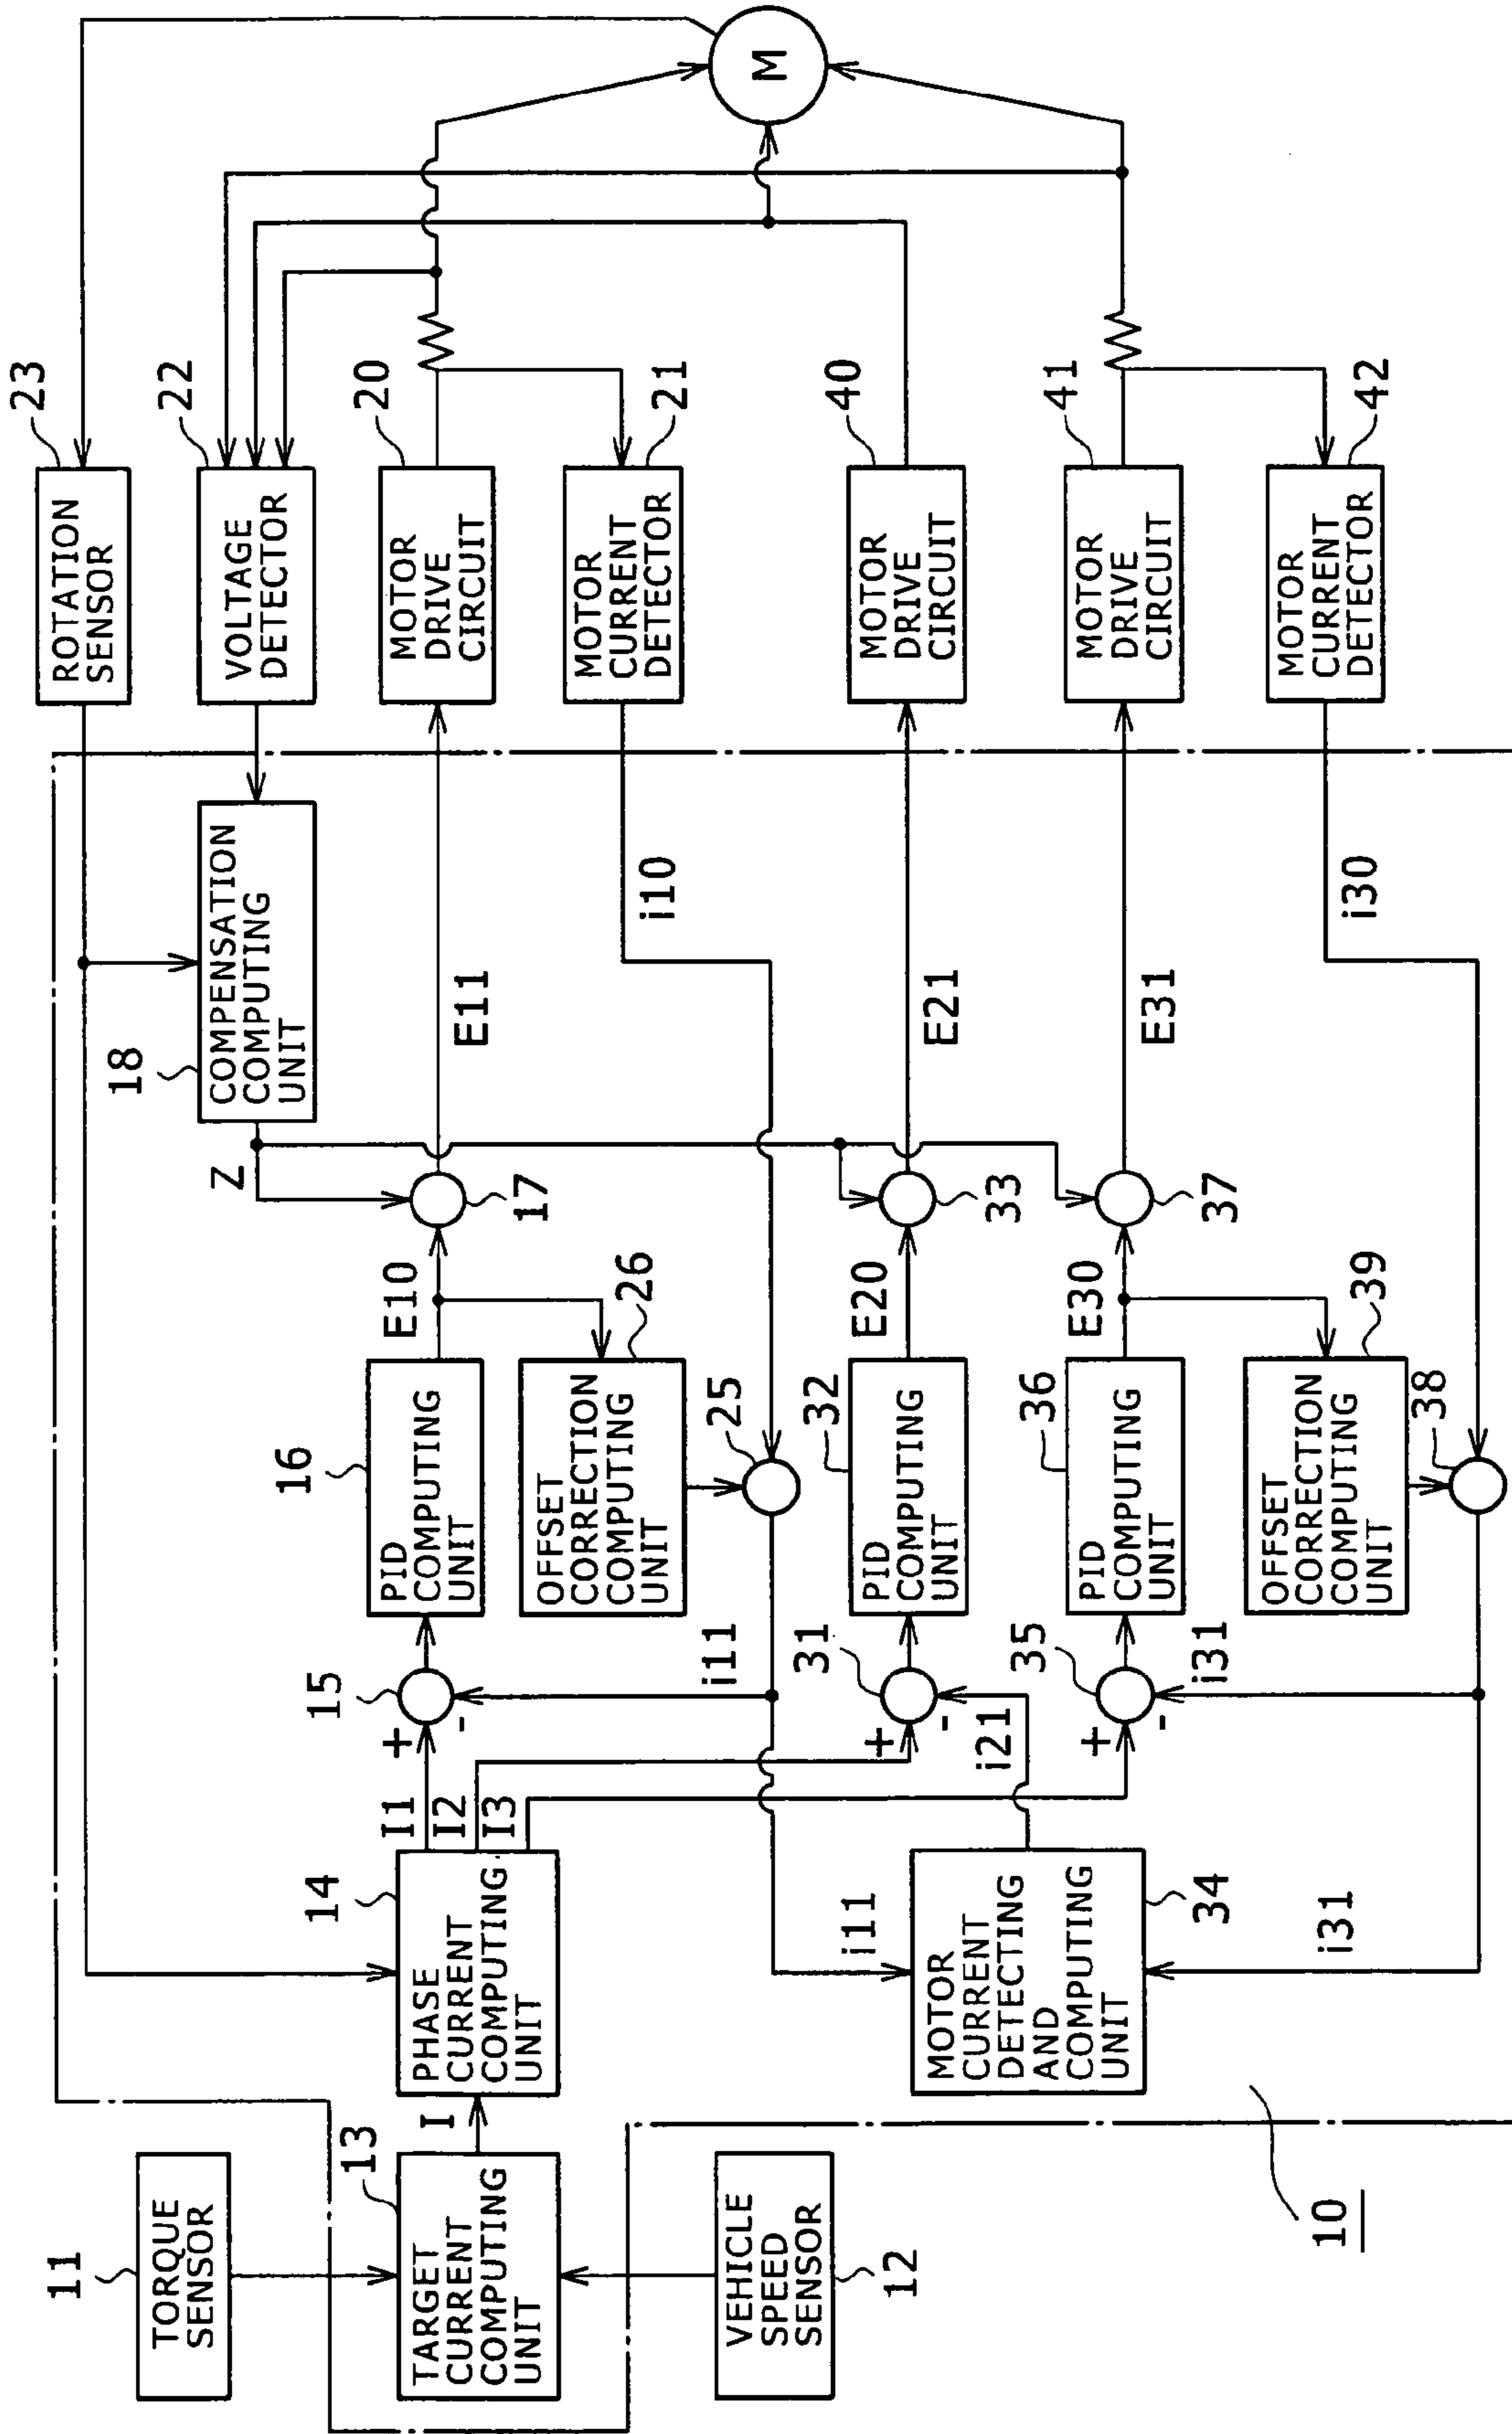 11
TORQUE
SENSOR
13
TARGET
CURRENT
COMPUTING
UNIT
VEHICLE
SPEED
SENSOR
12
I
14
PHASE
CURRENT
COMPUTING
UNIT
I1
I2
I3
MOTOR
CURRENT
DETECTING
AND
COMPUTING
UNIT
34
10
i11
i31
i21
15
+
-
31
+
-
35
+
-
i11
i31
16
PID
COMPUTING
UNIT
OFFSET
CORRECTION
COMPUTING
UNIT
26
25
32
PID
COMPUTING
UNIT
36
PID
COMPUTING
UNIT
OFFSET
CORRECTION
COMPUTING
UNIT
39
38
E10
E20
E30
Z
17
33
37
18
COMPENSATION
COMPUTING
UNIT
E11
i10
E21
E31
i30
ROTATION
SENSOR
23
VOLTAGE
DETECTOR
22
MOTOR
DRIVE
CIRCUIT
20
MOTOR
CURRENT
DETECTOR
21
MOTOR
DRIVE
CIRCUIT
40
MOTOR
DRIVE
CIRCUIT
41
MOTOR
CURRENT
DETECTOR
42
M